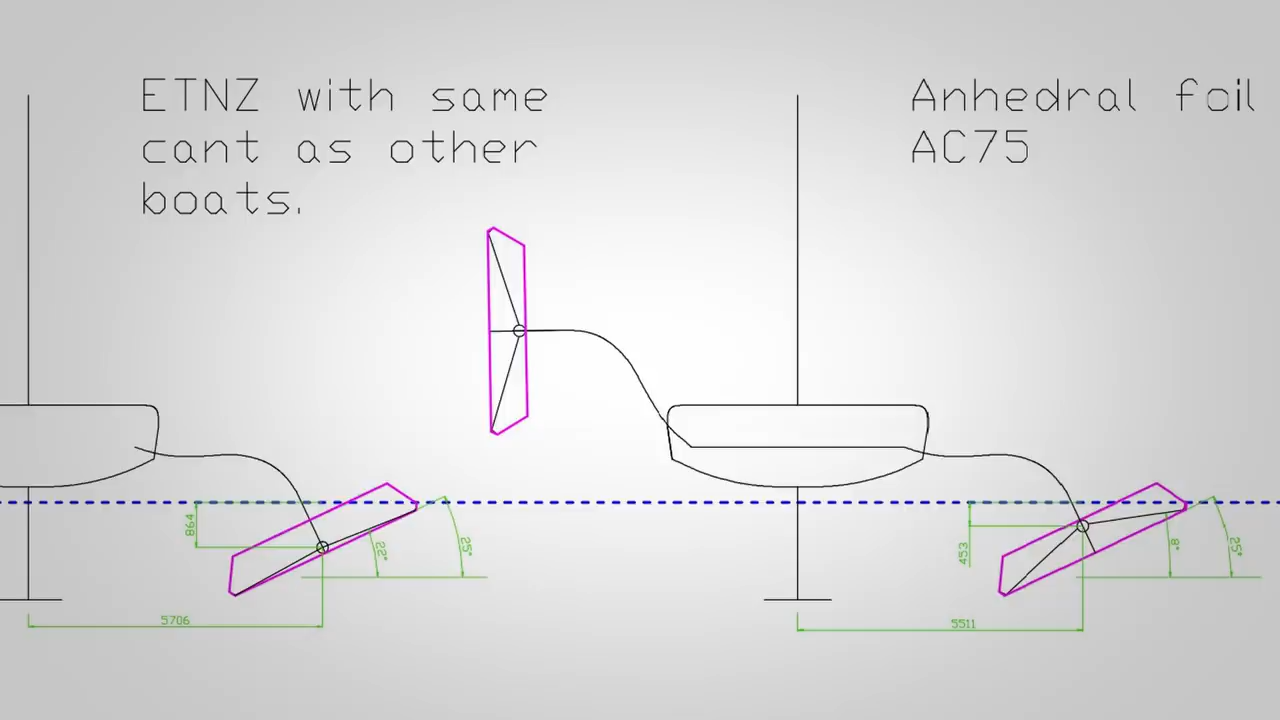 ETNZ with same
cant as other
boats.
Anhedral foil
AC75
864
22°
25°
5706
453
8°
25°
5511